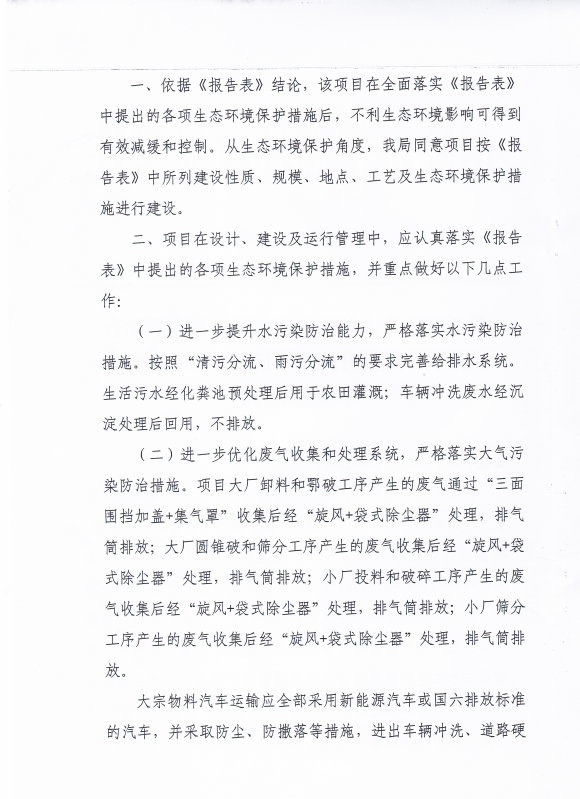 一、依据《报告表》结论，该项目在全面落实《报告表》
中提出的各项生态环境保护措施后，不利生态环境影响可得到
有效减缓和控制。从生态环境保护角度，我局同意项目按《报
告表》中所列建设性质、规模、地点、工艺及生态环境保护措
施进行建设。
二、项目在设计、建设及运行管理中，应认真落实《报告
表》中提出的各项生态环境保护措施，并重点做好以下几点工
作：
（一）进一步提升水污染防治能力，严格落实水污染防治
措施。按照“清污分流、雨污分流”的要求完善给排水系统。
生活污水经化粪池预处理后用于农田灌溉；车辆冲洗废水经沉
淀处理后回用，不排放。
（二）进一步优化废气收集和处理系统，严格落实大气污
染防治措施。项目大厂卸料和鄂破工序产生的废气通过“三面
围挡加盖+集气罩”收集后经“旋风+袋式除尘器”处理，排气
筒排放；大厂圆锥破和筛分工序产生的废气收集后经“旋风+袋
式除尘器”处理，排气筒排放；小厂投料和破碎工序产生的废
气收集后经“旋风+袋式除尘器”处理，排气筒排放；小厂筛分
工序产生的废气收集后经“旋风+袋式除尘器”处理，排气筒排
放。
大宗物料汽车运输应全部采用新能源汽车或国六排放标准
的汽车，并采取防尘、防撒落等措施，进出车辆冲洗、道路硬